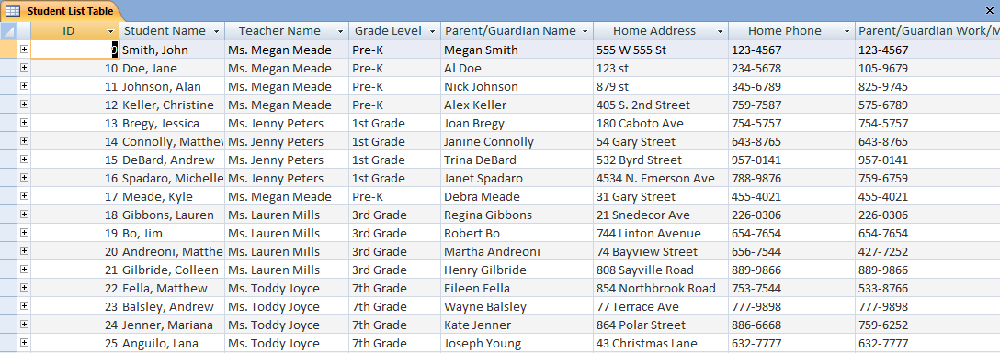 Student List Table
ID Student Name Teacher Name Grade Level Parent/Guardian Name Home Address Home Phone Parent/Guardian Work/M
9 Smith, John Ms. Megan Meade Pre-K Megan Smith 555 W 555 St 123-4567 123-4567
10 Doe, Jane Ms. Megan Meade Pre-K Al Doe 123 st 234-5678 105-9679
11 Johnson, Alan Ms. Megan Meade Pre-K Nick Johnson 879 st 345-6789 825-9745
12 Keller, Christine Ms. Megan Meade Pre-K Alex Keller 405 S. 2nd Street 759-7587 575-6789
13 Bregy, Jessica Ms. Jenny Peters 1st Grade Joan Bregy 180 Caboto Ave 754-5757 754-5757
14 Connolly, Matthew Ms. Jenny Peters 1st Grade Janine Connolly 54 Gary Street 643-8765 643-8765
15 DeBard, Andrew Ms. Jenny Peters 1st Grade Trina DeBard 532 Byrd Street 957-0141 957-0141
16 Spadaro, Michelle Ms. Jenny Peters 1st Grade Janet Spadaro 4534 N. Emerson Ave 788-9876 759-6759
17 Meade, Kyle Ms. Megan Meade Pre-K Debra Meade 31 Gary Street 455-4021 455-4021
18 Gibbons, Lauren Ms. Lauren Mills 3rd Grade Regina Gibbons 21 Snedecor Ave 226-0306 226-0306
19 Bo, Jim Ms. Lauren Mills 3rd Grade Robert Bo 744 Linton Avenue 654-7654 654-7654
20 Andreoni, Matthe Ms. Lauren Mills 3rd Grade Martha Andreoni 74 Bayview Street 656-7544 427-7252
21 Gilbride, Colleen Ms. Lauren Mills 3rd Grade Henry Gilbride 808 Sayville Road 889-9866 889-9866
22 Fella, Matthew Ms. Toddy Joyce 7th Grade Eileen Fella 854 Northbrook Road 753-7544 533-8766
23 Balsley, Andrew Ms. Toddy Joyce 7th Grade Wayne Balsley 77 Terrace Ave 777-9898 777-9898
24 Jenner, Mariana Ms. Toddy Joyce 7th Grade Kate Jenner 864 Polar Street 886-6668 759-6252
25 Anguilo, Lana Ms. Toddy Joyce 7th Grade Joseph Young 43 Christmas Lane 632-7777 632-7777